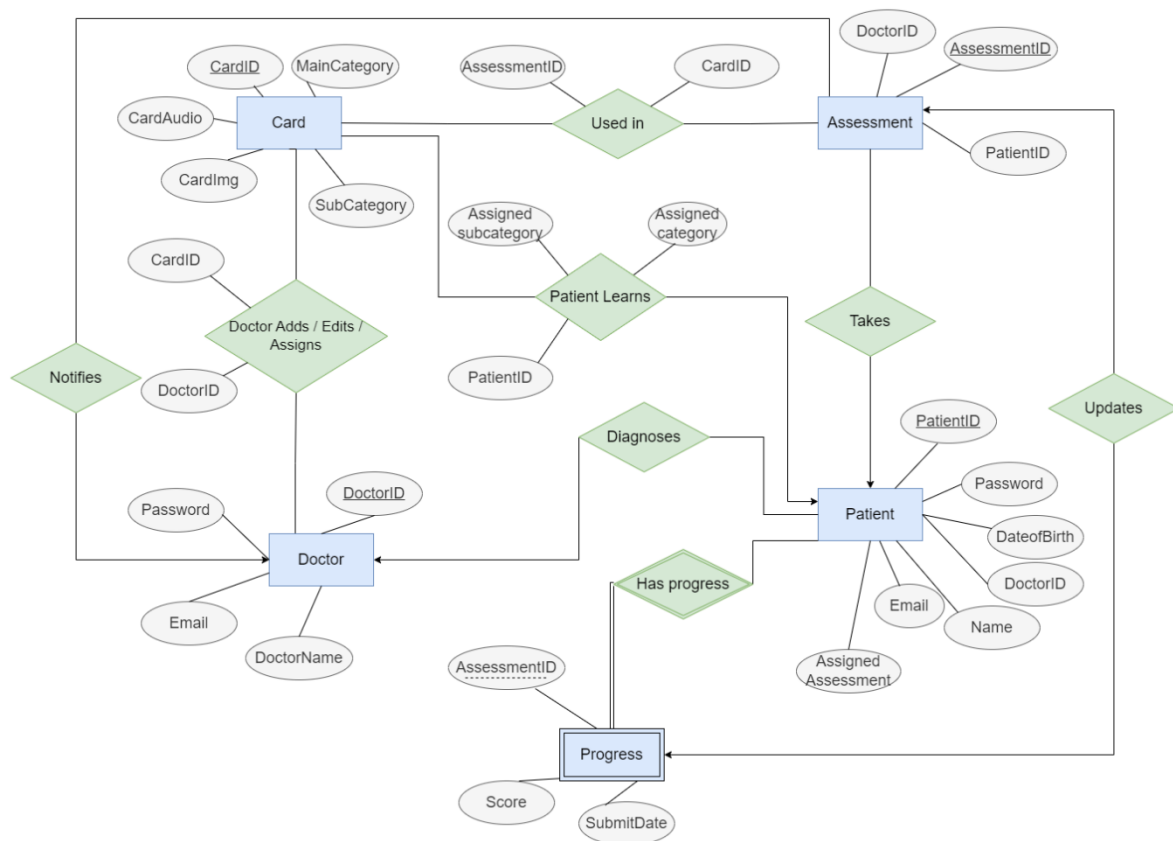 DoctorID
AssessmentID
CardID
MainCategory
AssessmentID
CardID
CardAudio
Card
Used in
Assessment
PatientID
CardImg
SubCategory
Assigned
subcategory
Assigned
category
CardID
Patient Learns
Doctor Adds / Edits /
Assigns
Takes
Notifies
DoctorID
PatientID
Updates
Diagnoses
PatientID
DoctorID
Password
Password
Patient
DateofBirth
Doctor
Has progress
DoctorID
Email
Email
Name
DoctorName
Assigned
Assessment
AssessmentID
Progress
Score
SubmitDate